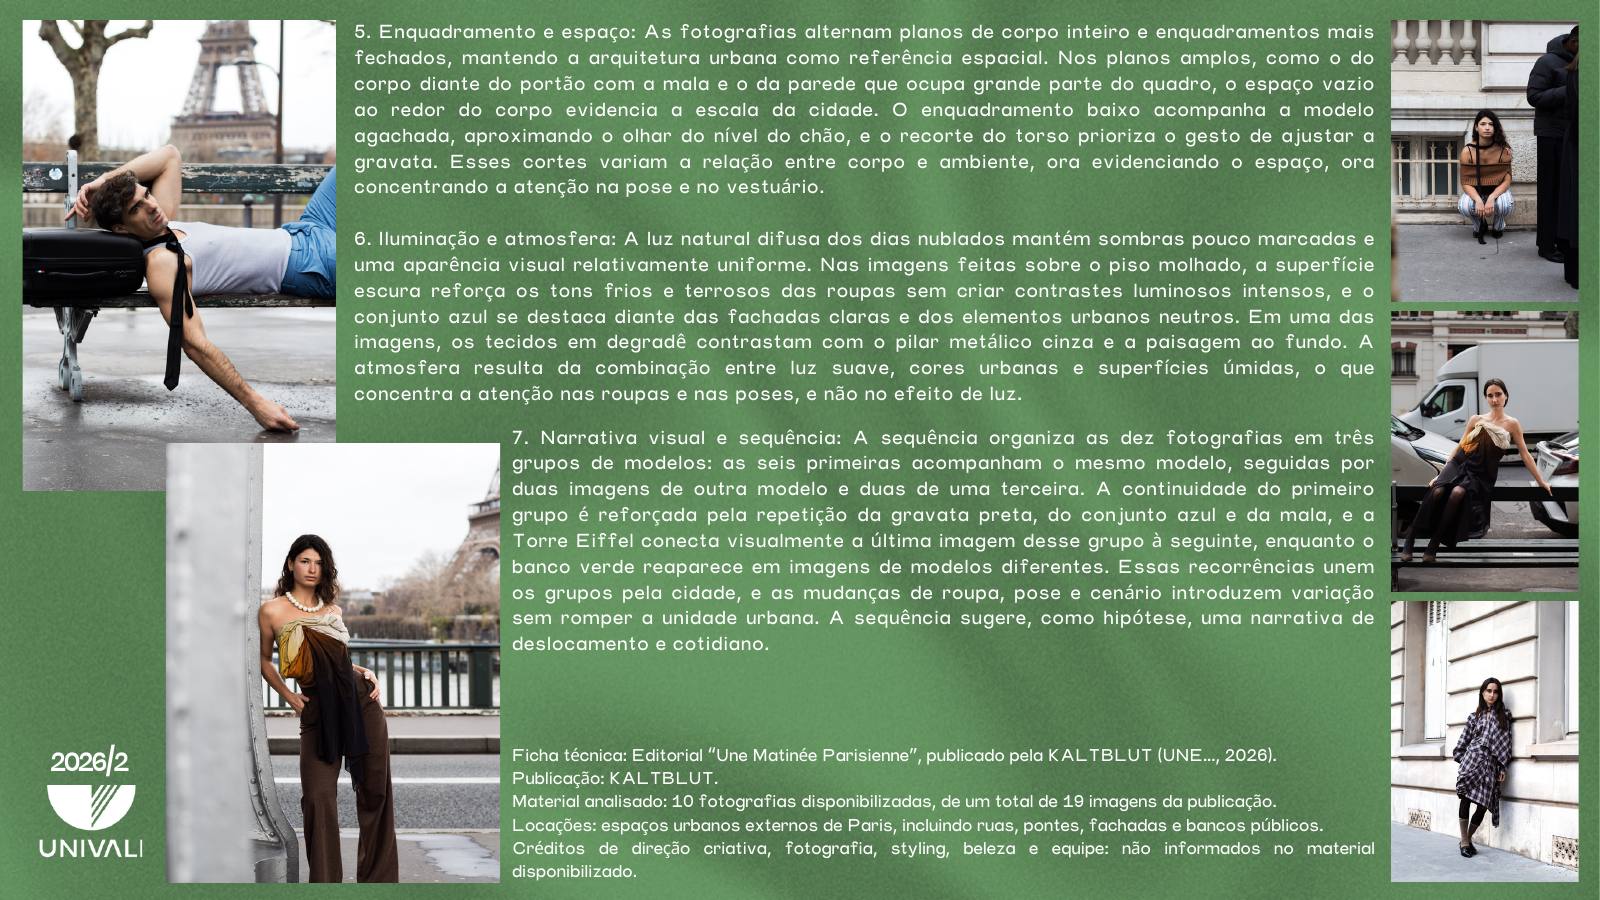 5. Enquadramento e espaço: As fotografias alternam planos de corpo inteiro e enquadramentos mais
fechados, mantendo a arquitetura urbana como referência espacial. Nos planos amplos, como o do
corpo diante do portão com a mala e o da parede que ocupa grande parte do quadro, o espaço vazio
ao redor do corpo evidencia a escala da cidade. O enquadramento baixo acompanha a modelo
agachada, aproximando o olhar do nível do chão, e o recorte do torso prioriza o gesto de ajustar a
gravata. Esses cortes variam a relação entre corpo e ambiente, ora evidenciando o espaço, ora
concentrando a atenção na pose e no vestuário.
6. Iluminação e atmosfera: A luz natural difusa dos dias nublados mantém sombras pouco marcadas e
uma aparência visual relativamente uniforme. Nas imagens feitas sobre o piso molhado, a superfície
escura reforça os tons frios e terrosos das roupas sem criar contrastes luminosos intensos, e o
conjunto azul se destaca diante das fachadas claras e dos elementos urbanos neutros. Em uma das
imagens, os tecidos em degradê contrastam com o pilar metálico cinza e a paisagem ao fundo. A
atmosfera resulta da combinação entre luz suave, cores urbanas e superfícies úmidas, o que
concentra a atenção nas roupas e nas poses, e não no efeito de luz.
7. Narrativa visual e sequência: A sequência organiza as dez fotografias em três
grupos de modelos: as seis primeiras acompanham o mesmo modelo, seguidas por
duas imagens de outra modelo e duas de uma terceira. A continuidade do primeiro
grupo é reforçada pela repetição da gravata preta, do conjunto azul e da mala, e a
Torre Eiffel conecta visualmente a última imagem desse grupo à seguinte, enquanto o
banco verde reaparece em imagens de modelos diferentes. Essas recorrências unem
os grupos pela cidade, e as mudanças de roupa, pose e cenário introduzem variação
sem romper a unidade urbana. A sequência sugere, como hipótese, uma narrativa de
deslocamento e cotidiano.
Ficha técnica: Editorial “Une Matinée Parisienne”, publicado pela KALTBLUT (UNE..., 2026).
Publicação: KALTBLUT.
Material analisado: 10 fotografias disponibilizadas, de um total de 19 imagens da publicação.
Locações: espaços urbanos externos de Paris, incluindo ruas, pontes, fachadas e bancos públicos.
Créditos de direção criativa, fotografia, styling, beleza e equipe: não informados no material
disponibilizado.
2026/2
UNIVALI